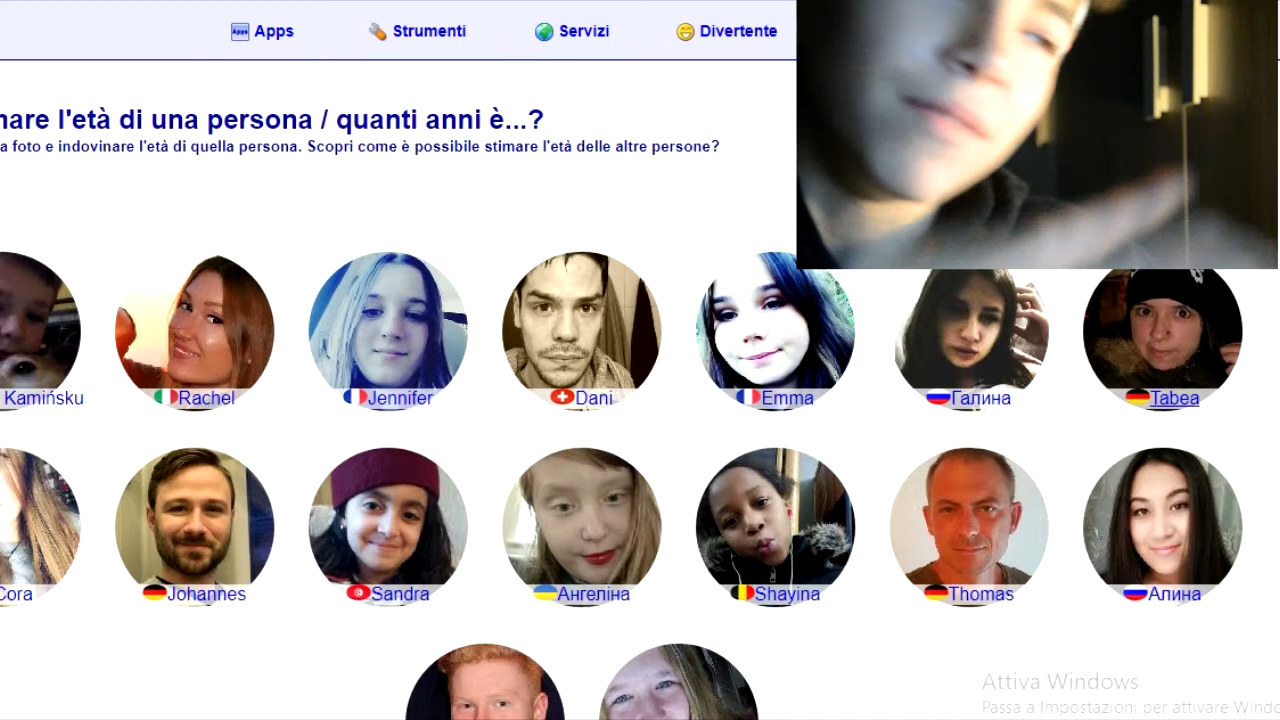 Apps Apps Strumenti Servizi Divertente
nare l'età di una persona / quanti anni è...?
a foto e indovinare l'età di quella persona. Scopri come è possibile stimare l'età delle altre persone?
Kamińsku Rachel Jennifer Dani Emma Галина Tabea
Cora Johannes Sandra Ангеліна Shayina Thomas Алина
Attiva Windows
Passa a Impostazioni per attivare Windo